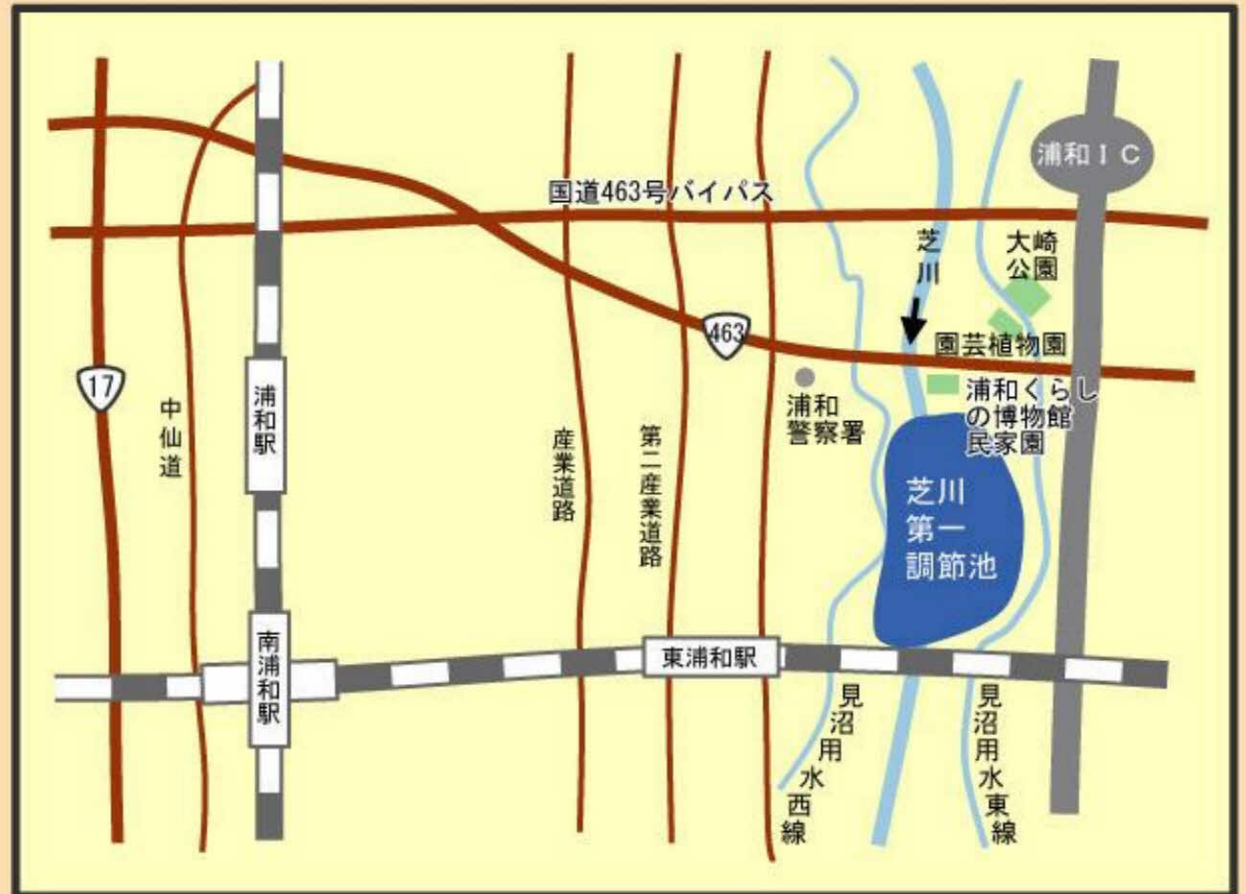 浦和ＩＣ
国道463号バイパス
芝川
大崎
公園
463
園芸植物園
17
中仙道
浦和駅
浦和
警察署
浦和くらし
の博物館
民家園
産業道路
第二産業道路
芝川
第一
調節池
南浦和駅
東浦和駅
見沼用水西線
見沼用水東線